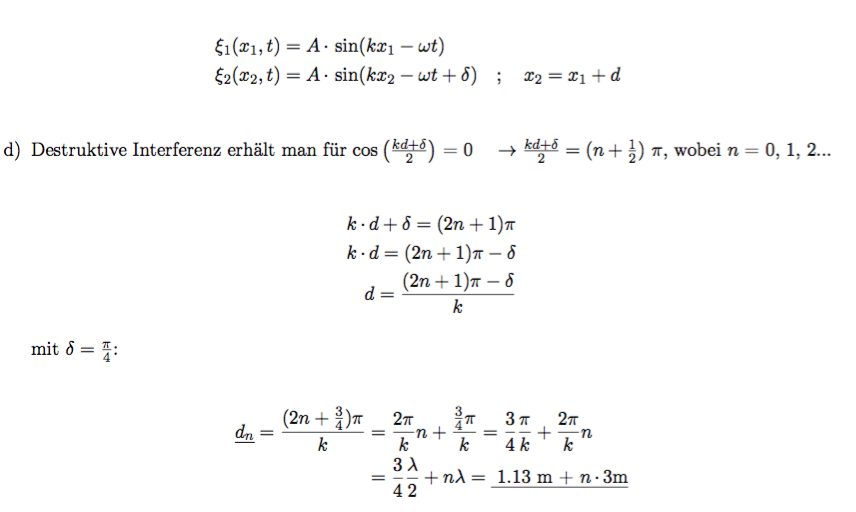 ξ₁(x₁, t) = A · sin(kx₁ − ωt)
ξ₂(x₂, t) = A · sin(kx₂ − ωt + δ) ; x₂ = x₁ + d
d) Destruktive Interferenz erhält man für cos ((kd+δ)/2) = 0 → (kd+δ)/2 = (n + 1/2) π, wobei n = 0, 1, 2...
k · d + δ = (2n + 1)π
k · d = (2n + 1)π − δ
d = ((2n + 1)π − δ)/k
mit δ = π/4:
dₙ = ((2n + 3/4)π)/k = (2π/k)n + (3/4 π)/k = (3/4)(π/k) + (2π/k)n
= (3/4)(λ/2) + nλ = 1.13 m + n · 3m